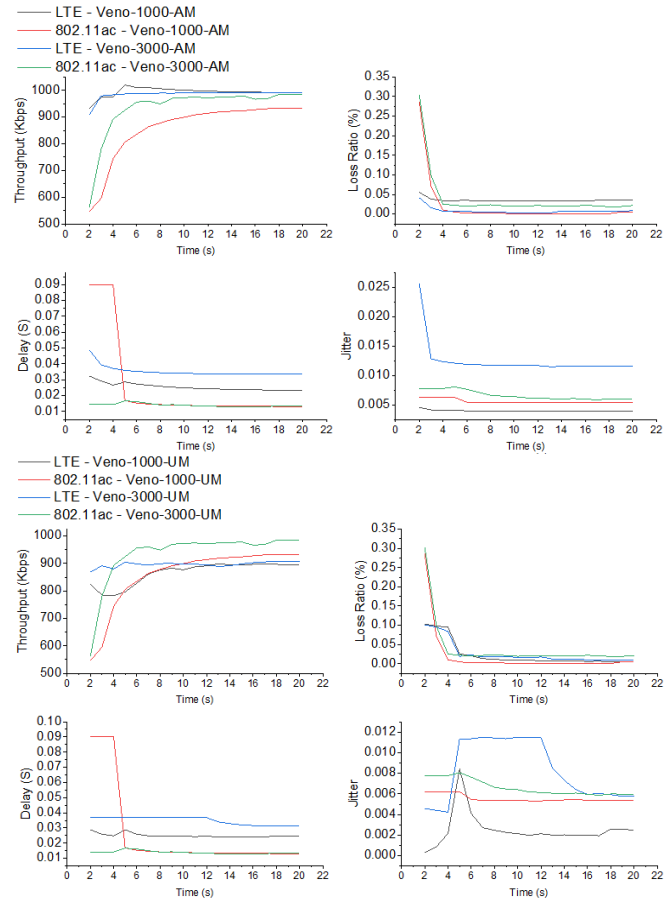 LTE - Veno-1000-AM
802.11ac - Veno-1000-AM
LTE - Veno-3000-AM
802.11ac - Veno-3000-AM
Throughput (Kbps)
1000
900
800
700
600
500
0 2 4 6 8 10 12 14 16 18 20 22
Time (s)
Loss Ratio (%)
0.35
0.30
0.25
0.20
0.15
0.10
0.05
0.00
0 2 4 6 8 10 12 14 16 18 20 22
Time (s)
Delay (S)
0.09
0.08
0.07
0.06
0.05
0.04
0.03
0.02
0.01
0 2 4 6 8 10 12 14 16 18 20 22
Time (s)
Jitter
0.025
0.020
0.015
0.010
0.005
0 2 4 6 8 10 12 14 16 18 20 22
Time (s)
LTE - Veno-1000-UM
802.11ac - Veno-1000-UM
LTE - Veno-3000-UM
802.11ac - Veno-3000-UM
Throughput (Kbps)
1000
900
800
700
600
500
0 2 4 6 8 10 12 14 16 18 20 22
Time (s)
Loss Ratio (%)
0.35
0.30
0.25
0.20
0.15
0.10
0.05
0.00
0 2 4 6 8 10 12 14 16 18 20 22
Time (s)
Delay (S)
0.10
0.09
0.08
0.07
0.06
0.05
0.04
0.03
0.02
0.01
0 2 4 6 8 10 12 14 16 18 20 22
Time (s)
Jitter
0.012
0.010
0.008
0.006
0.004
0.002
0.000
0 2 4 6 8 10 12 14 16 18 20 22
Time (s)